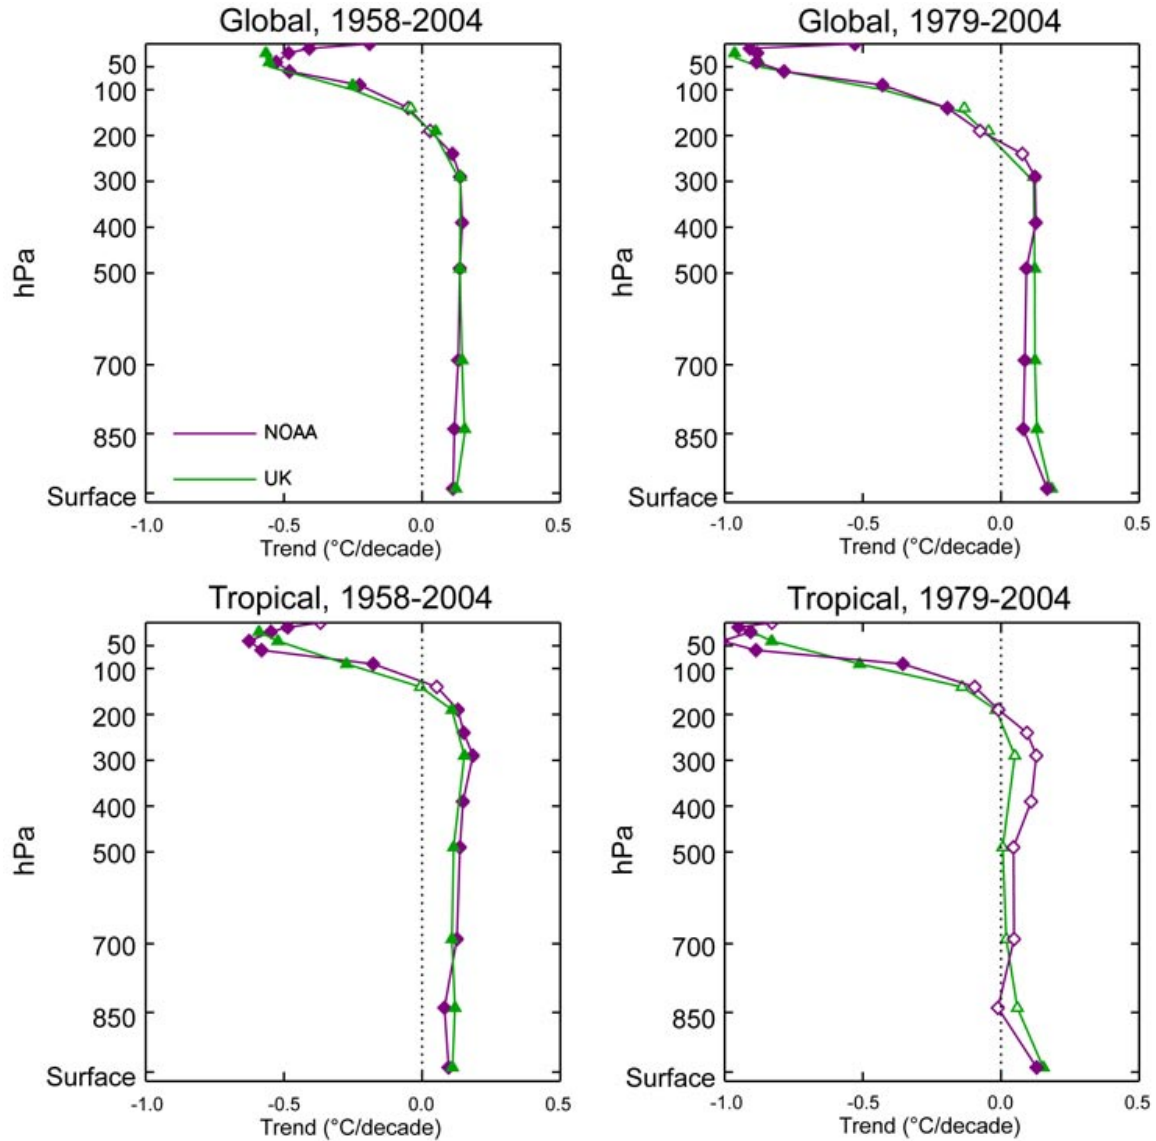 Global, 1958-2004
50
100
200
300
400
500
700
850
Surface
hPa
NOAA
UK
-1.0 -0.5 0.0 0.5
Trend (°C/decade)
Global, 1979-2004
50
100
200
300
400
500
700
850
Surface
hPa
-1.0 -0.5 0.0 0.5
Trend (°C/decade)
Tropical, 1958-2004
50
100
200
300
400
500
700
850
Surface
hPa
-1.0 -0.5 0.0 0.5
Trend (°C/decade)
Tropical, 1979-2004
50
100
200
300
400
500
700
850
Surface
hPa
-1.0 -0.5 0.0 0.5
Trend (°C/decade)